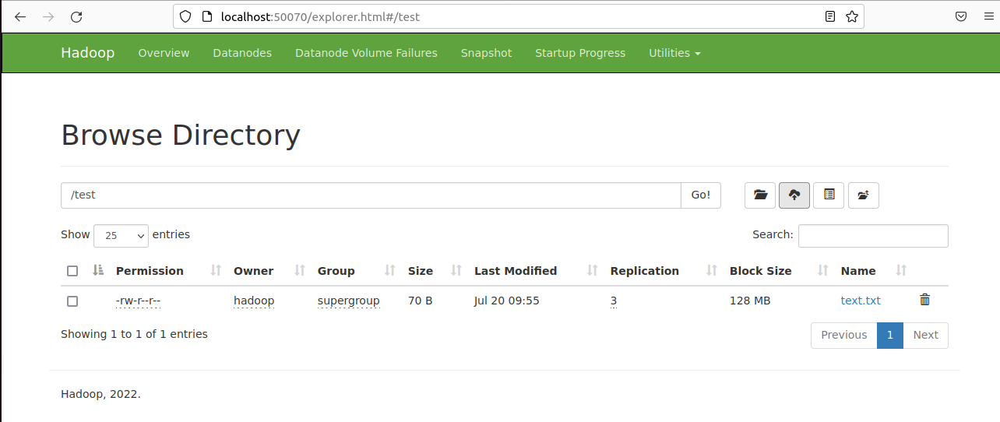 localhost:50070/explorer.html#/test
Hadoop Overview Datanodes Datanode Volume Failures Snapshot Startup Progress Utilities
Browse Directory
/test Go!
Show 25 entries Search:
Permission Owner Group Size Last Modified Replication Block Size Name
-rw-r--r-- hadoop supergroup 70 B Jul 20 09:55 3 128 MB text.txt
Showing 1 to 1 of 1 entries Previous 1 Next
Hadoop, 2022.